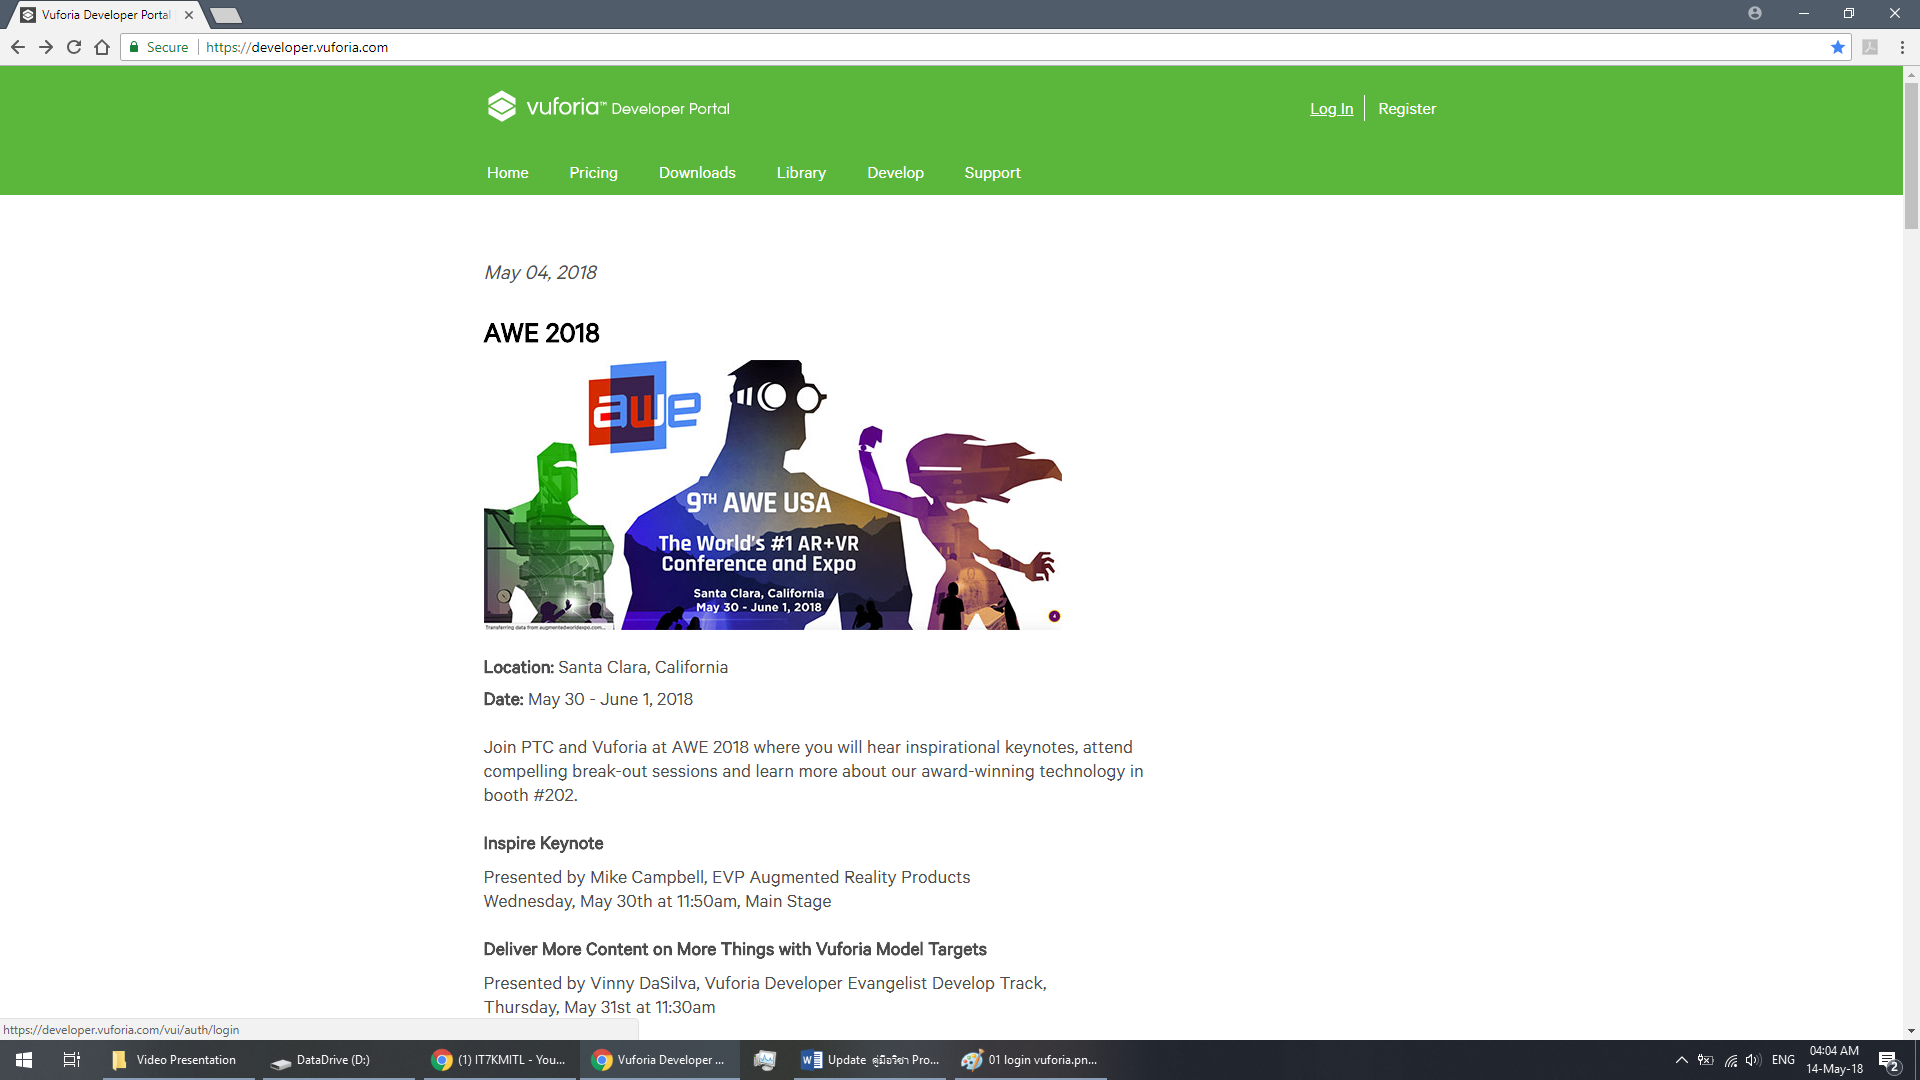 Vuforia Developer Portal
Secure
https://developer.vuforia.com
vuforia™ Developer Portal
Log In
Register
Home
Pricing
Downloads
Library
Develop
Support
May 04, 2018
AWE 2018
awe
9TH AWE USA
The World's #1 AR+VR
Conference and Expo
Santa Clara, California
May 30 - June 1, 2018
Transferring data from augmentedworldexpo.com...
Location: Santa Clara, California
Date: May 30 - June 1, 2018
Join PTC and Vuforia at AWE 2018 where you will hear inspirational keynotes, attend
compelling break-out sessions and learn more about our award-winning technology in
booth #202.
Inspire Keynote
Presented by Mike Campbell, EVP Augmented Reality Products
Wednesday, May 30th at 11:50am, Main Stage
Deliver More Content on More Things with Vuforia Model Targets
Presented by Vinny DaSilva, Vuforia Developer Evangelist Develop Track,
Thursday, May 31st at 11:30am
https://developer.vuforia.com/vui/auth/login
Video Presentation
DataDrive (D:)
(1) IT7KMITL - You...
Vuforia Developer ...
Update คู่มือวิชา Pro...
01 login vuforia.pn...
ENG
04:04 AM
14-May-18
2